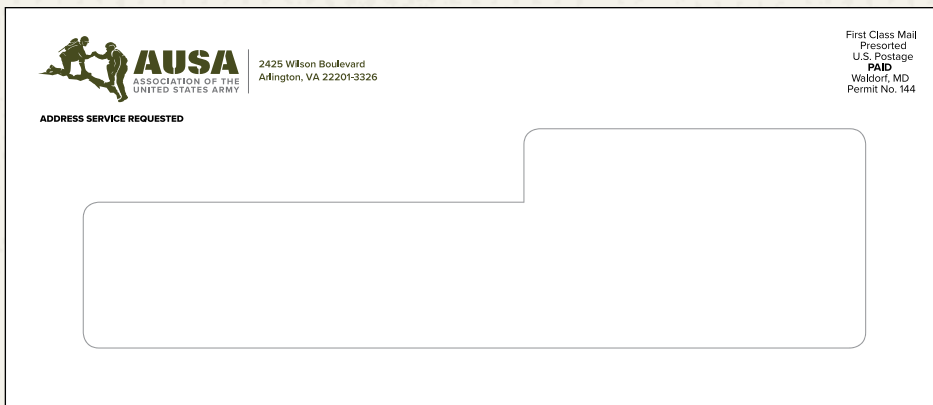 AUSA
ASSOCIATION OF THE
UNITED STATES ARMY
2425 Wilson Boulevard
Arlington, VA 22201-3326
First Class Mail
Presorted
U.S. Postage
PAID
Waldorf, MD
Permit No. 144
ADDRESS SERVICE REQUESTED